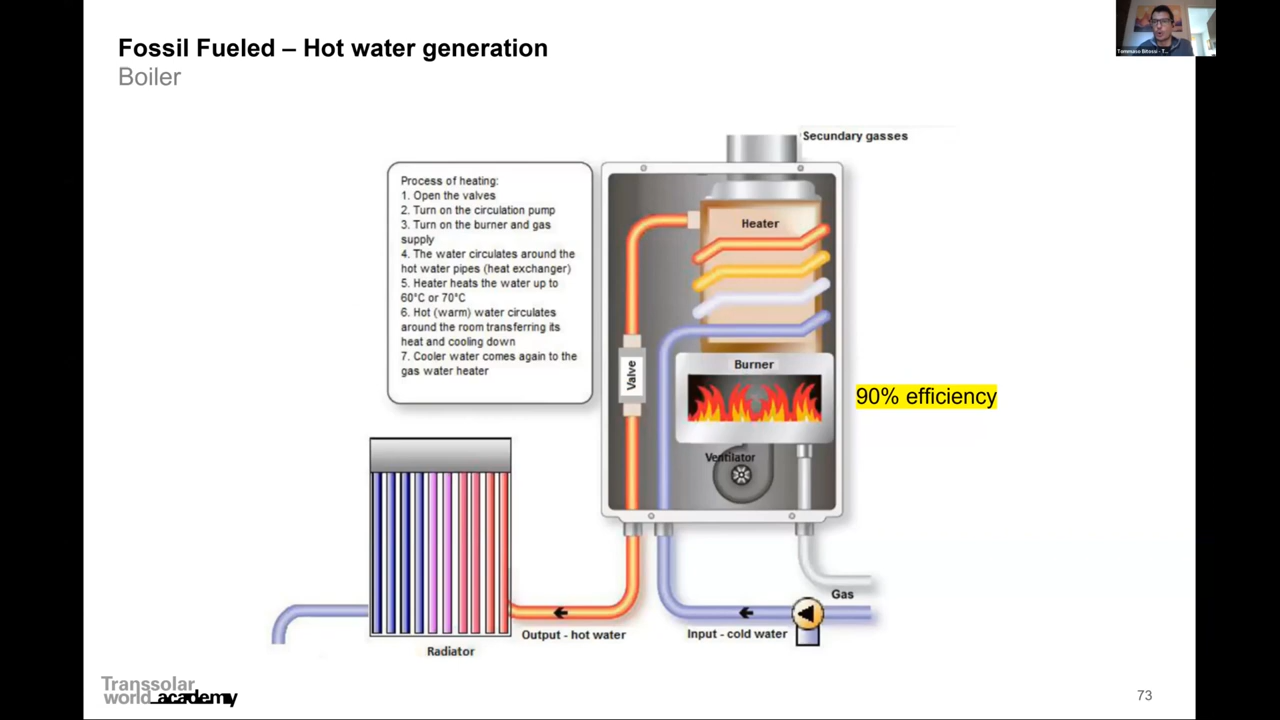 Fossil Fueled – Hot water generation
Boiler
Tommaso Bitossi - T...
Secundary gasses
Process of heating:
1. Open the valves
2. Turn on the circulation pump
3. Turn on the burner and gas
supply
4. The water circulates around the
hot water pipes (heat exchanger)
5. Heater heats the water up to
60°C or 70°C
6. Hot (warm) water circulates
around the room transferring its
heat and cooling down
7. Cooler water comes again to the
gas water heater
Heater
Valve
Burner
90% efficiency
Ventilator
Gas
Output - hot water
Input - cold water
Radiator
Transsolar
world academy
73